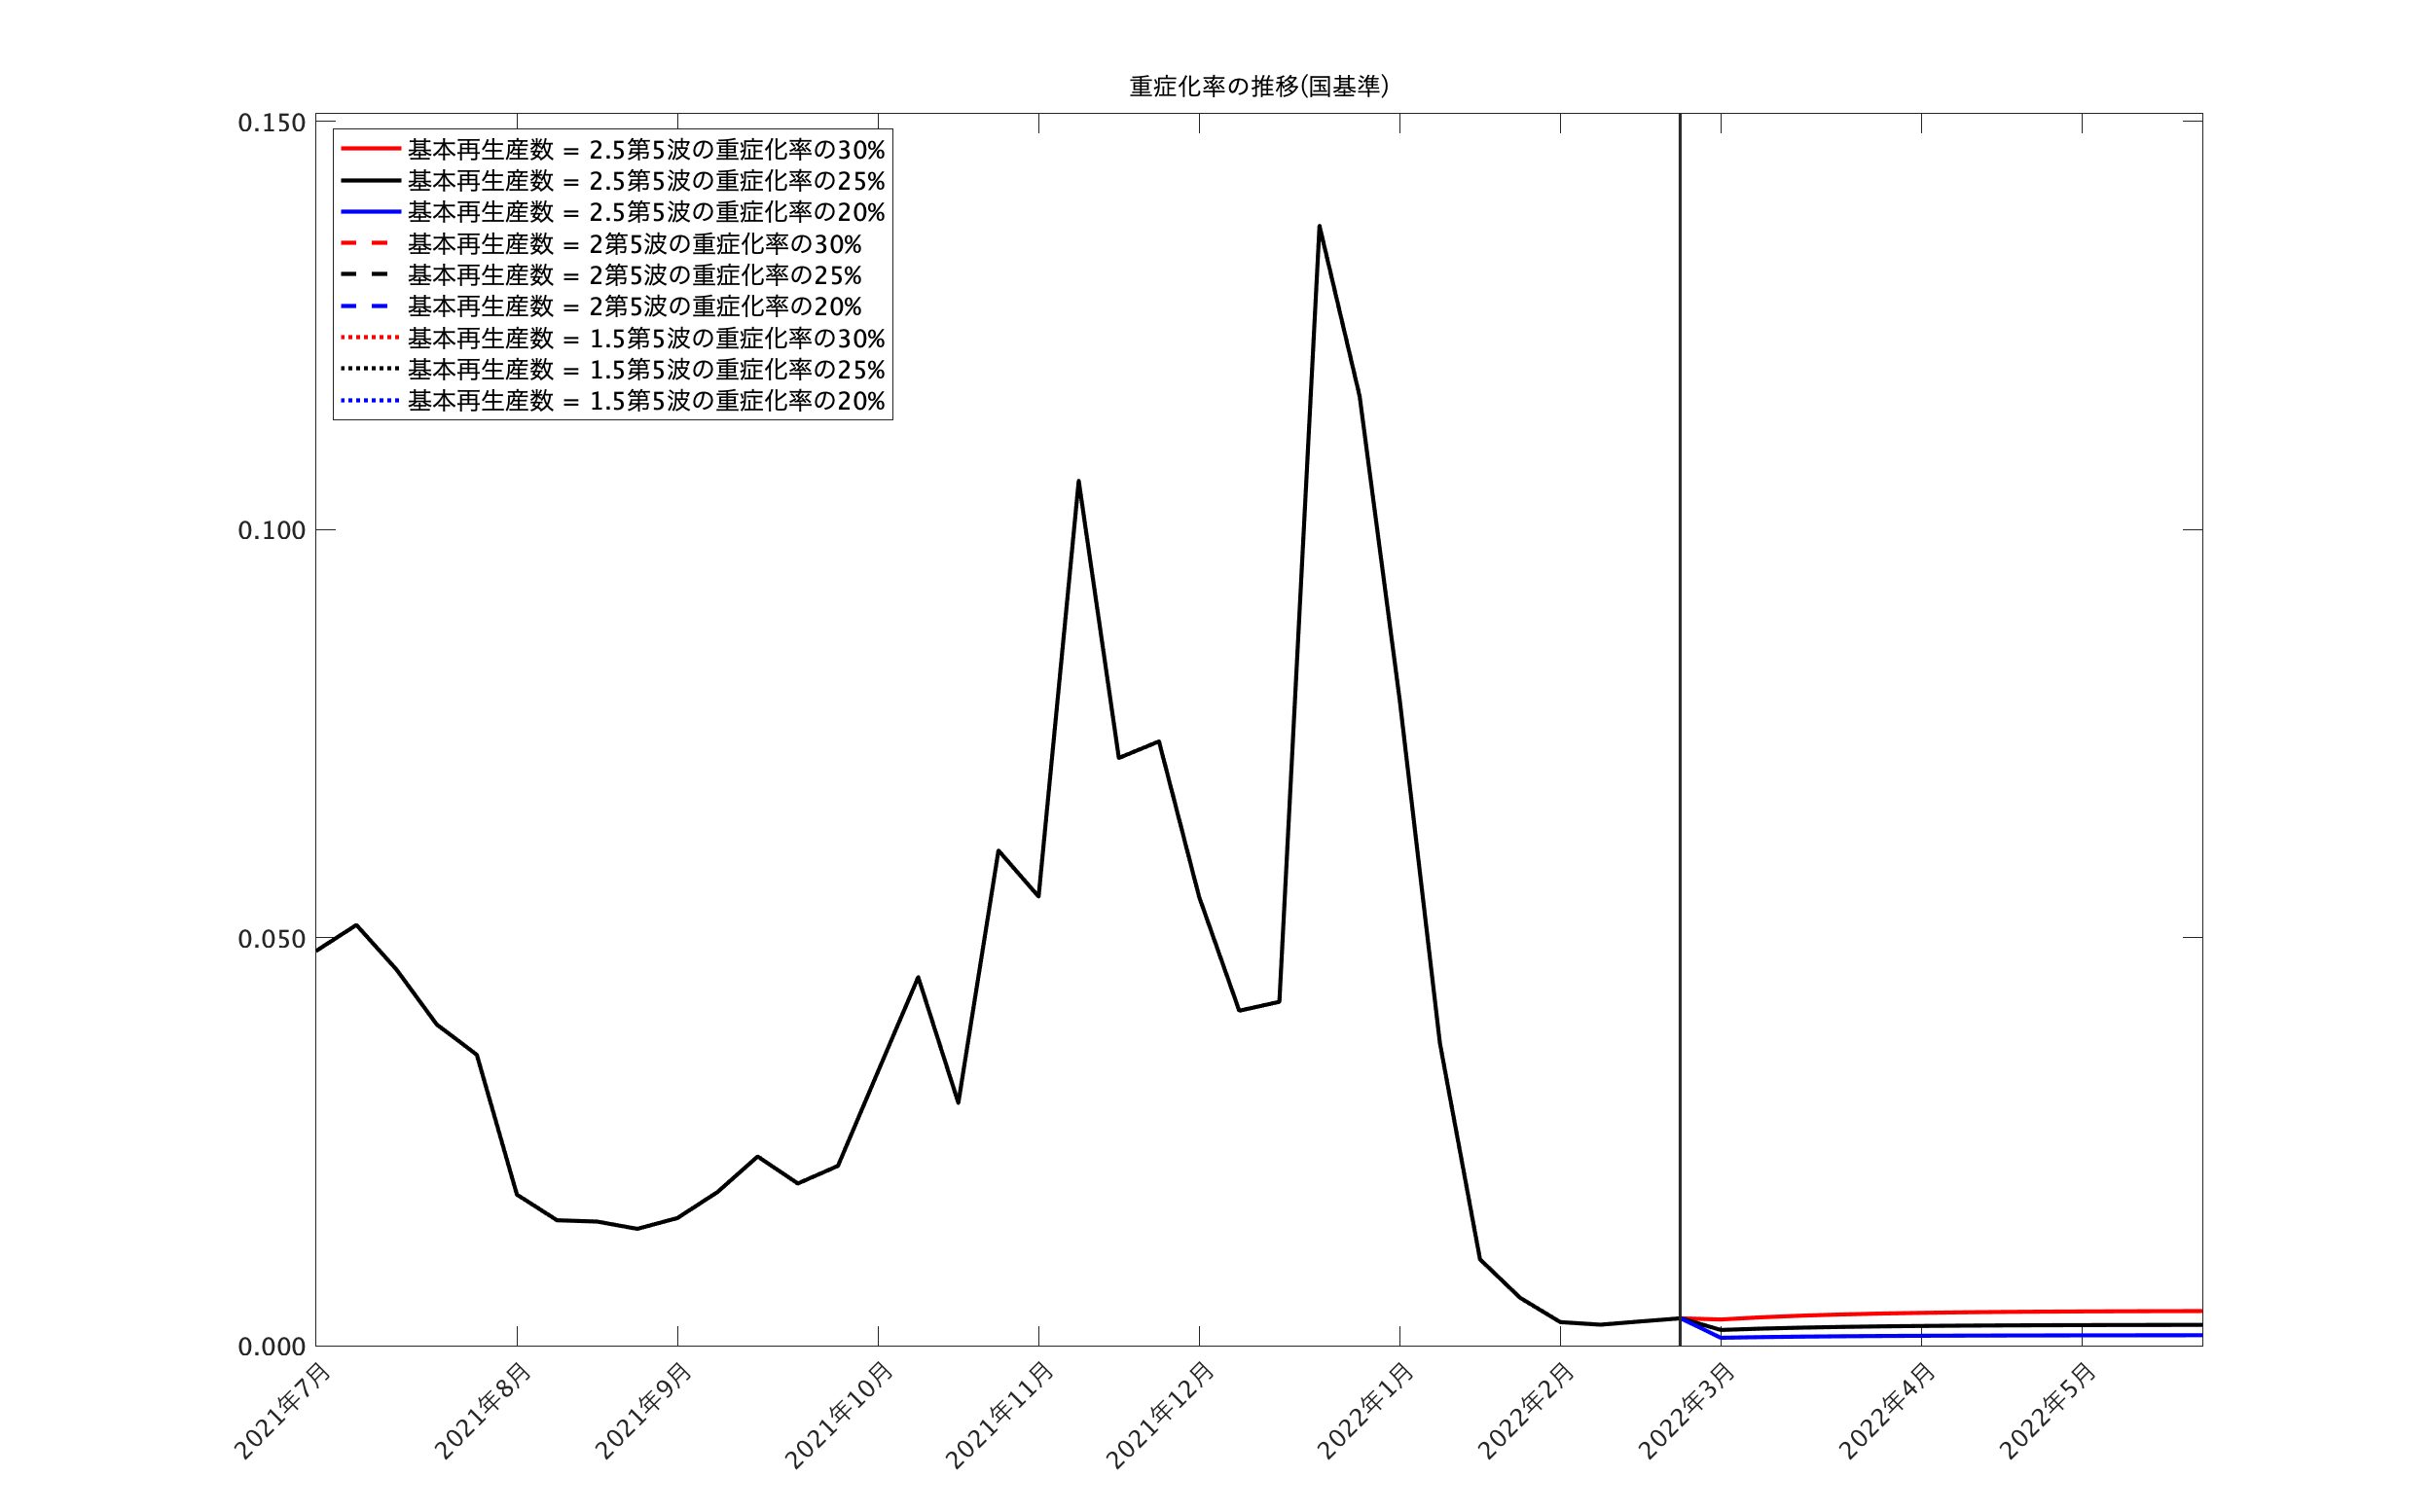 重症化率の推移(国基準)
0.150
0.100
0.050
0.000
基本再生産数 = 2.5第5波の重症化率の30%
基本再生産数 = 2.5第5波の重症化率の25%
基本再生産数 = 2.5第5波の重症化率の20%
基本再生産数 = 2第5波の重症化率の30%
基本再生産数 = 2第5波の重症化率の25%
基本再生産数 = 2第5波の重症化率の20%
基本再生産数 = 1.5第5波の重症化率の30%
基本再生産数 = 1.5第5波の重症化率の25%
基本再生産数 = 1.5第5波の重症化率の20%
2021年7月
2021年8月
2021年9月
2021年10月
2021年11月
2021年12月
2022年1月
2022年2月
2022年3月
2022年4月
2022年5月